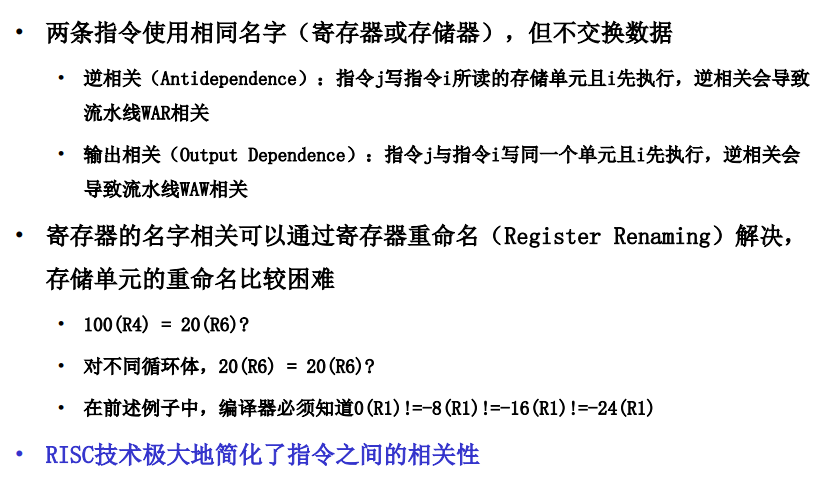 • 两条指令使用相同名字（寄存器或存储器），但不交换数据
• 逆相关（Antidependence）：指令j写指令i所读的存储单元且i先执行，逆相关会导致
流水线WAR相关
• 输出相关（Output Dependence）：指令j与指令i写同一个单元且i先执行，逆相关会
导致流水线WAW相关
• 寄存器的名字相关可以通过寄存器重命名（Register Renaming）解决，
存储单元的重命名比较困难
• 100(R4) = 20(R6)?
• 对不同循环体，20(R6) = 20(R6)?
• 在前述例子中，编译器必须知道0(R1)!=-8(R1)!=-16(R1)!=-24(R1)
• RISC技术极大地简化了指令之间的相关性